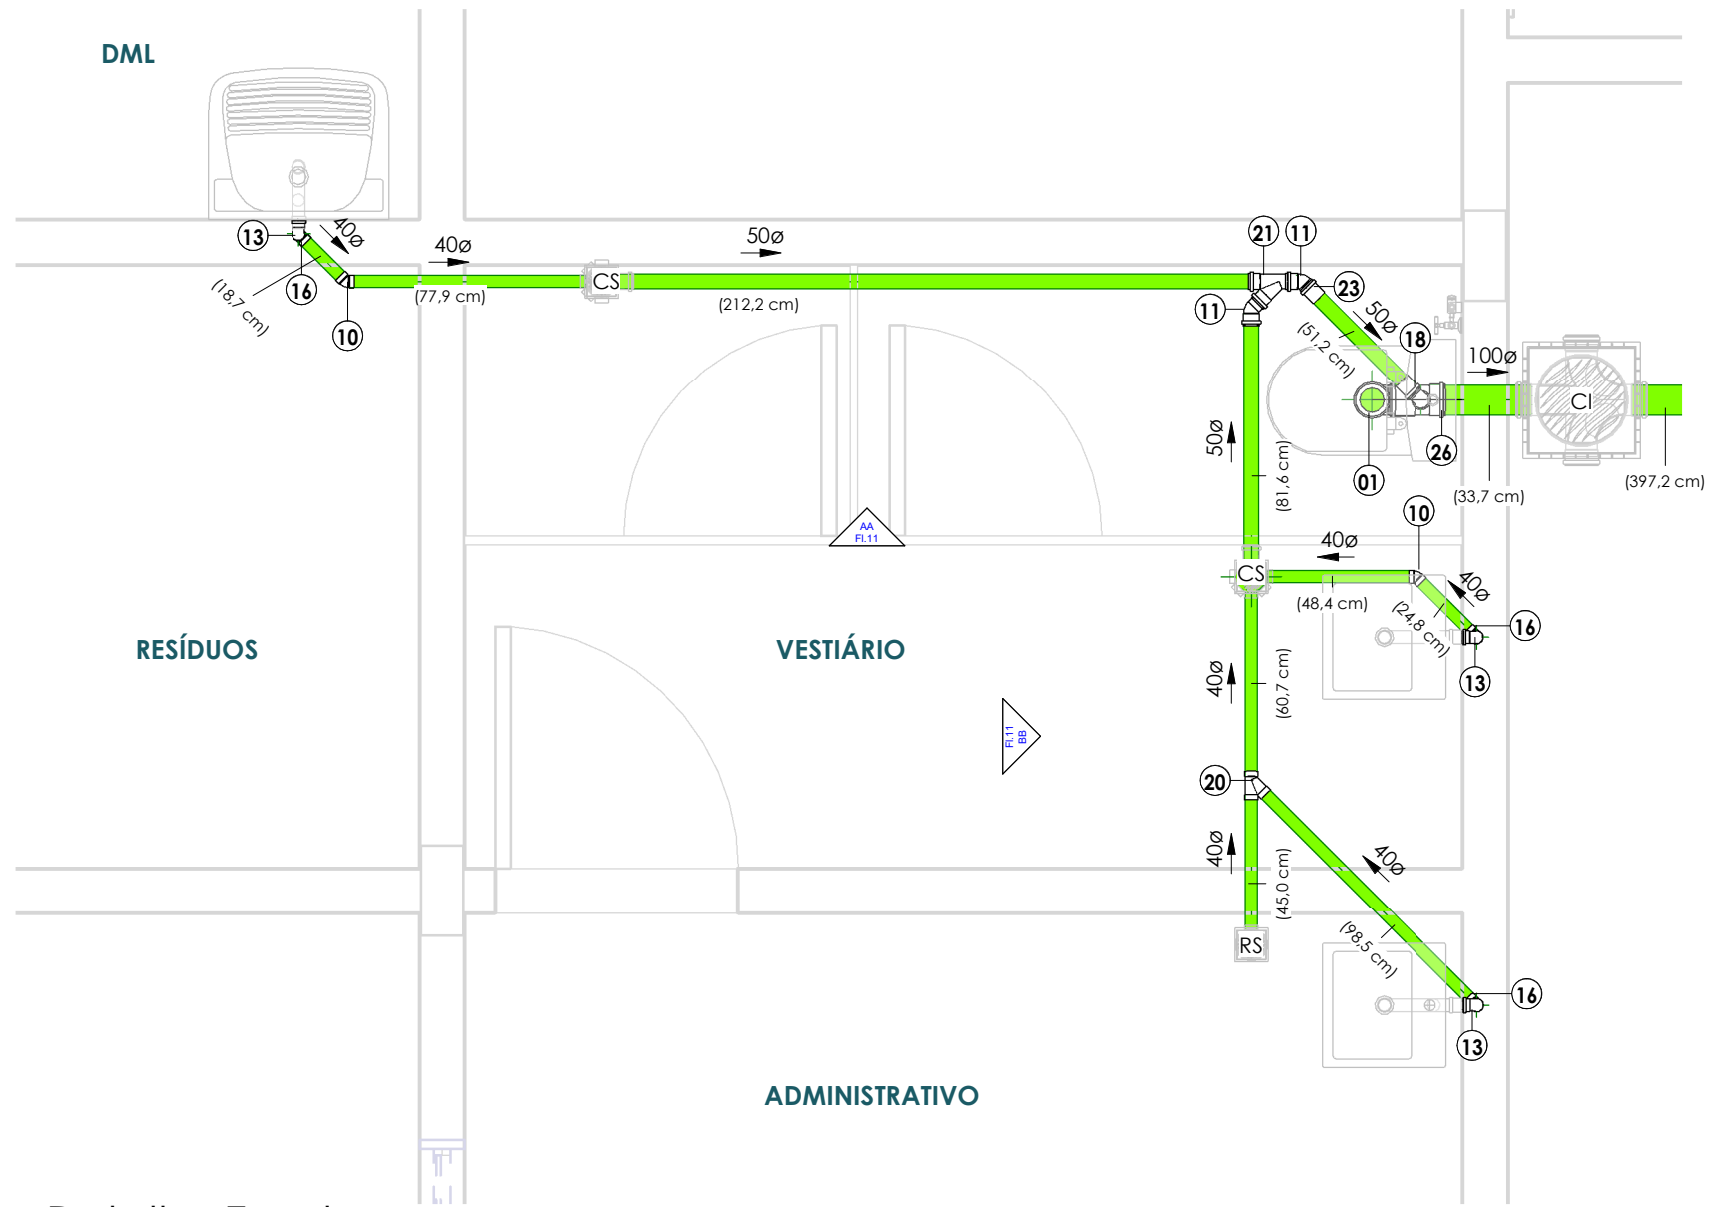 DML
40ø
13
16
10
(18,7 cm)
40ø
(77,9 cm)
CS
50ø
(212,2 cm)
21
11
23
11
50ø
(51,2 cm)
18
100ø
CI
01
26
(33,7 cm)
(397,2 cm)
50ø
(81,6 cm)
AA
Fl.11
10
40ø
CS
(48,4 cm)
40ø
(24,8 cm)
16
13
RESÍDUOS
VESTIÁRIO
40ø
(60,7 cm)
Fl.11
BB
20
40ø
(45,0 cm)
40ø
(98,5 cm)
RS
16
13
ADMINISTRATIVO